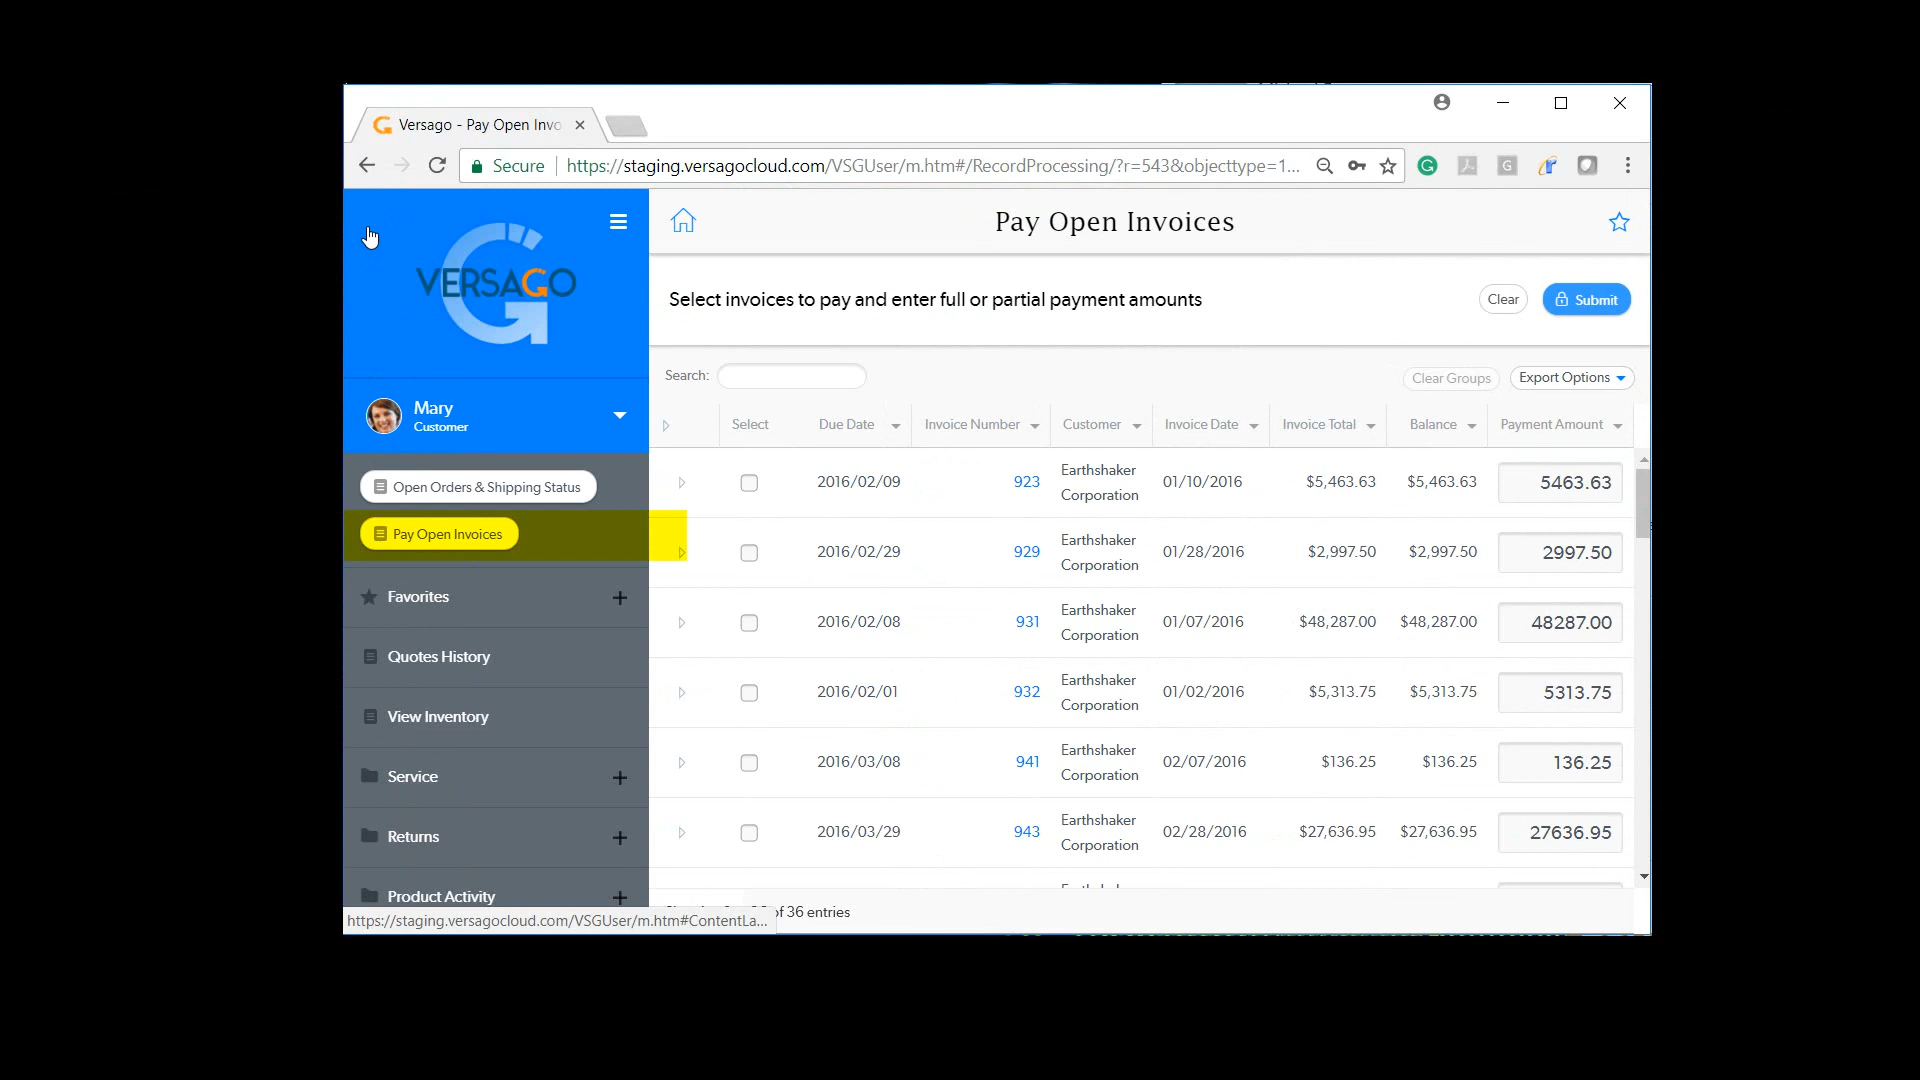 Versago - Pay Open Invo
Secure https://staging.versagocloud.com/VSGUser/m.htm#/RecordProcessing/?r=543&objecttype=1...
VERSAGO
Pay Open Invoices
Mary
Customer
Open Orders & Shipping Status
Pay Open Invoices
Favorites
Quotes History
View Inventory
Service
Returns
Product Activity
https://staging.versagocloud.com/VSGUser/m.htm#ContentLa...
Select invoices to pay and enter full or partial payment amounts
Clear
Submit
Search:
Clear Groups
Export Options
Select Due Date Invoice Number Customer Invoice Date Invoice Total Balance Payment Amount
2016/02/09 923 Earthshaker Corporation 01/10/2016 $5,463.63 $5,463.63 5463.63
2016/02/29 929 Earthshaker Corporation 01/28/2016 $2,997.50 $2,997.50 2997.50
2016/02/08 931 Earthshaker Corporation 01/07/2016 $48,287.00 $48,287.00 48287.00
2016/02/01 932 Earthshaker Corporation 01/02/2016 $5,313.75 $5,313.75 5313.75
2016/03/08 941 Earthshaker Corporation 02/07/2016 $136.25 $136.25 136.25
2016/03/29 943 Earthshaker Corporation 02/28/2016 $27,636.95 $27,636.95 27636.95
of 36 entries